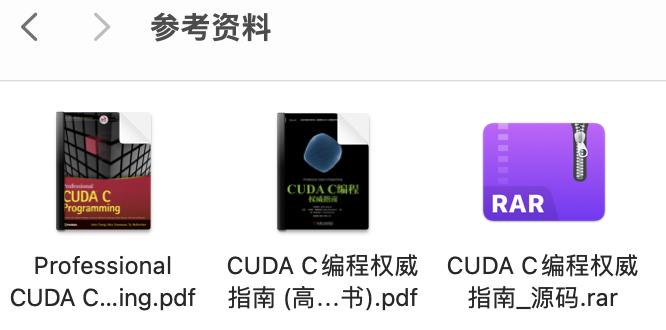 参考资料
Professional
CUDA C
Programming
CUDA C编程
权威指南
RAR
Professional
CUDA C...ing.pdf
CUDA C编程权威
指南 (高...书).pdf
CUDA C编程权威
指南_源码.rar